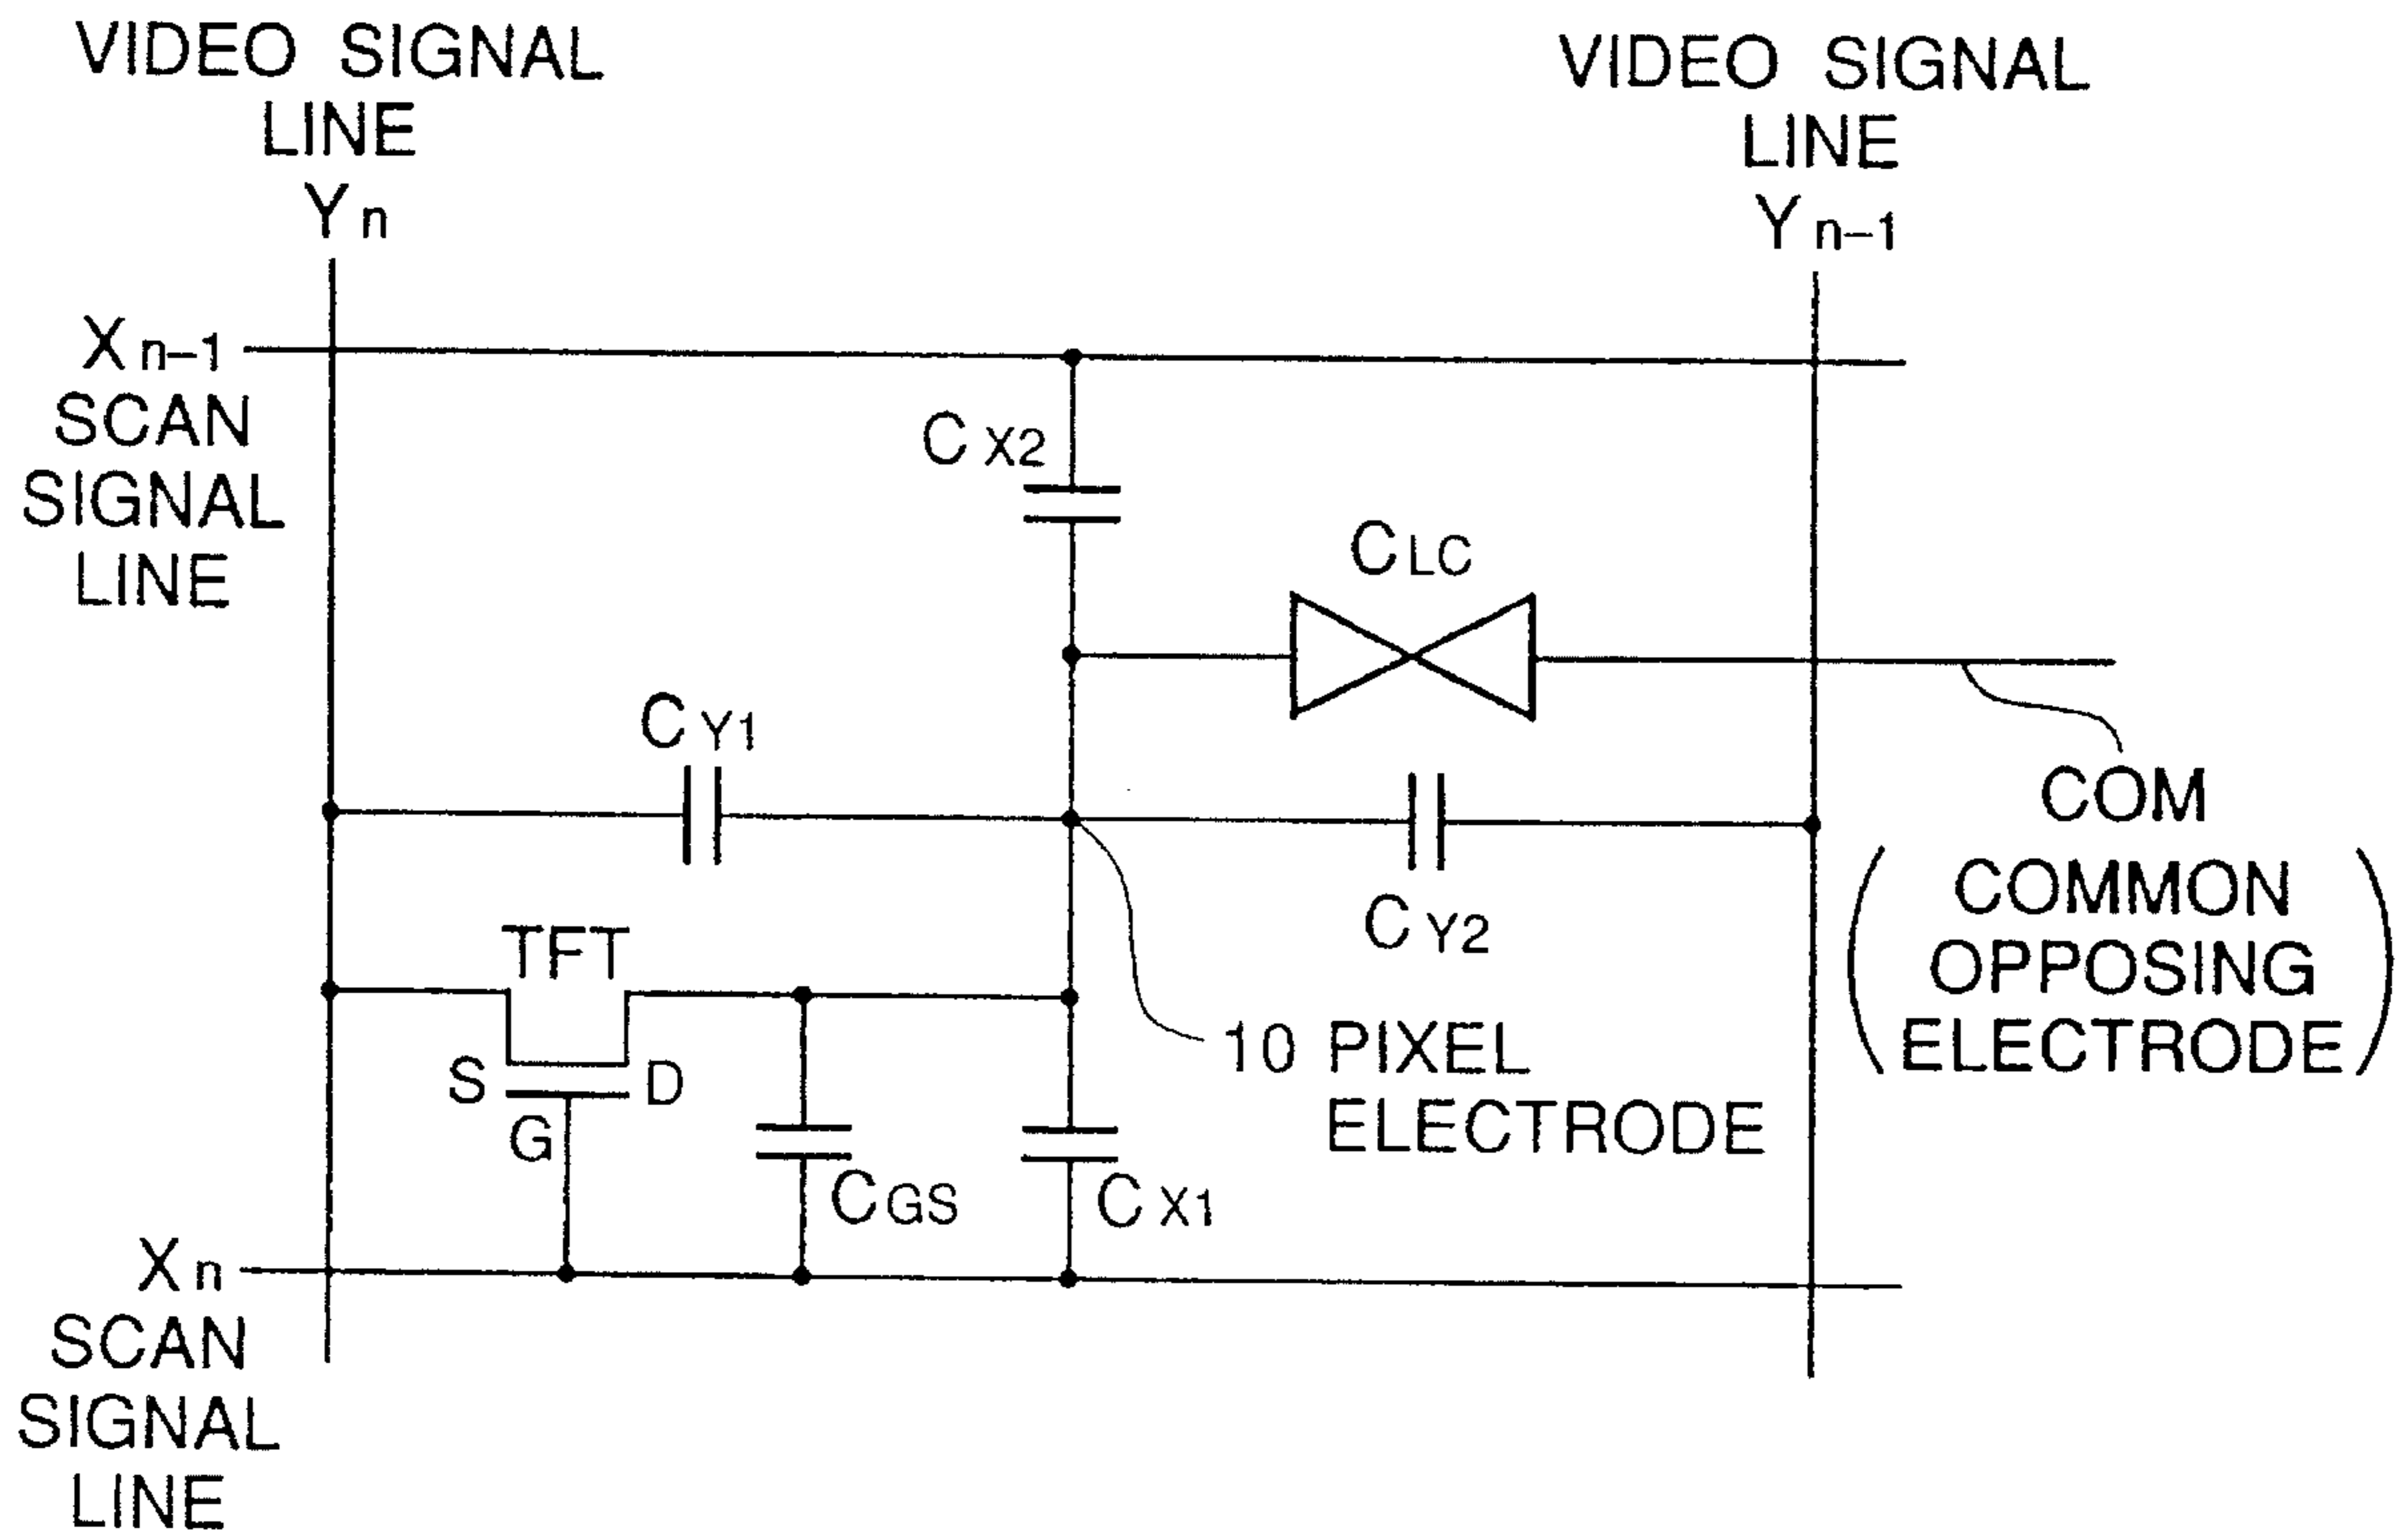 VIDEO SIGNAL
LINE
Yn
VIDEO SIGNAL
LINE
Yn-1
Xn-1
SCAN
SIGNAL
LINE
CX2
CLC
CY1
COM
COMMON
OPPOSING
ELECTRODE
CY2
TFT
S
D
G
10 PIXEL
ELECTRODE
CGS
CX1
Xn
SCAN
SIGNAL
LINE